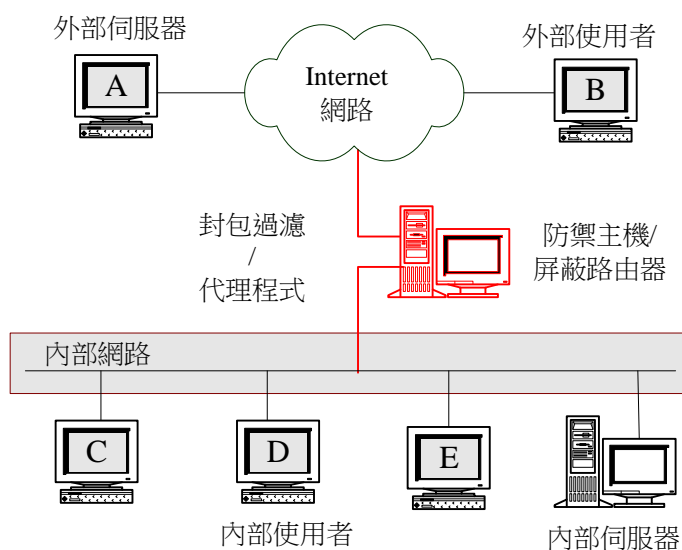 外部伺服器
外部使用者
Internet
網路
A
B
封包過濾
/
代理程式
防禦主機/
屏蔽路由器
內部網路
C
D
E
內部使用者
內部伺服器